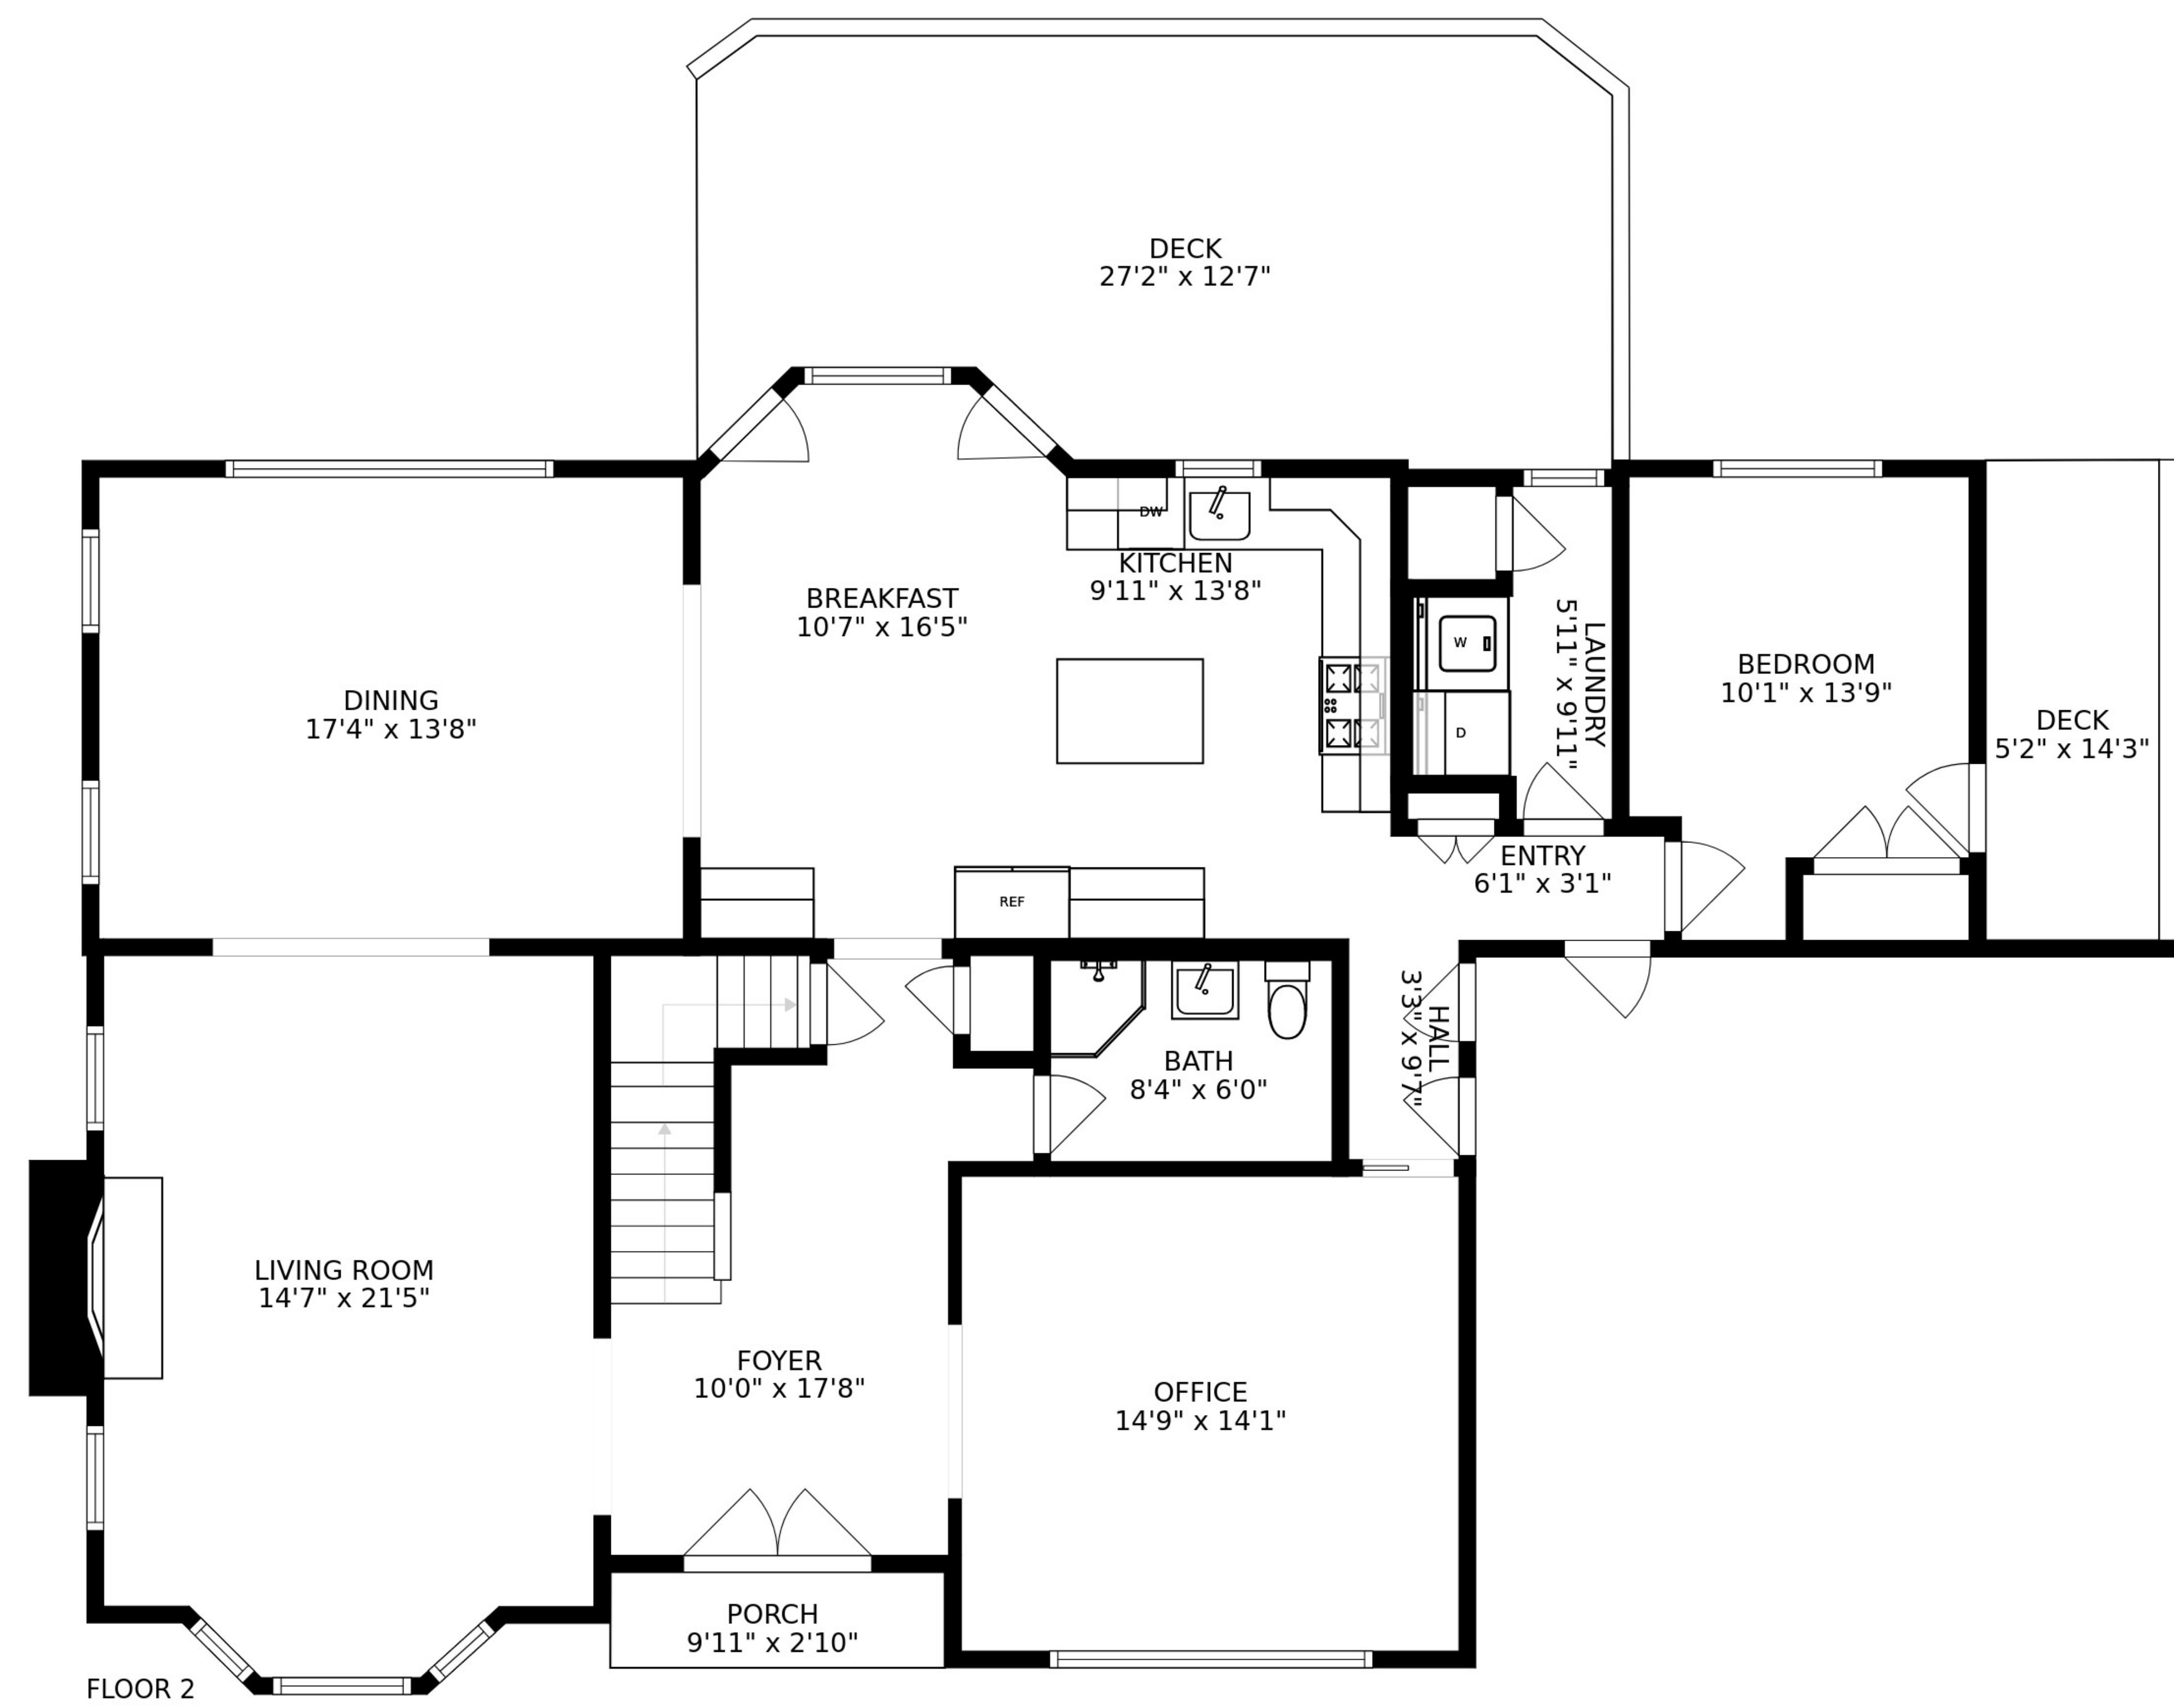 DECK
27'2" x 12'7"
DW
KITCHEN
9'11" x 13'8"
BREAKFAST
10'7" x 16'5"
W
LAUNDRY
5'11" x 9'11"
BEDROOM
10'1" x 13'9"
DINING
17'4" x 13'8"
D
DECK
5'2" x 14'3"
ENTRY
6'1" x 3'1"
REF
HALL
3'3" x 9'7"
BATH
8'4" x 6'0"
LIVING ROOM
14'7" x 21'5"
FOYER
10'0" x 17'8"
OFFICE
14'9" x 14'1"
PORCH
9'11" x 2'10"
FLOOR 2